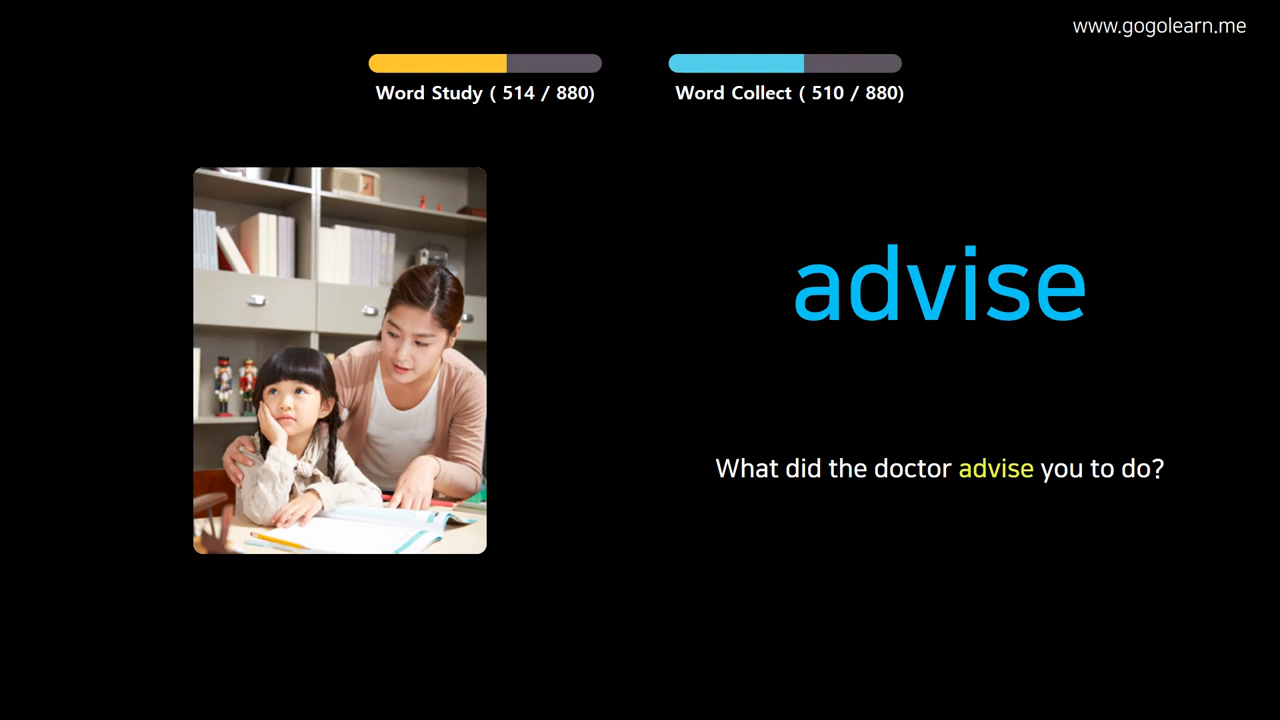 www.gogolearn.me
Word Study ( 514 / 880)
Word Collect ( 510 / 880)
advise
What did the doctor advise you to do?